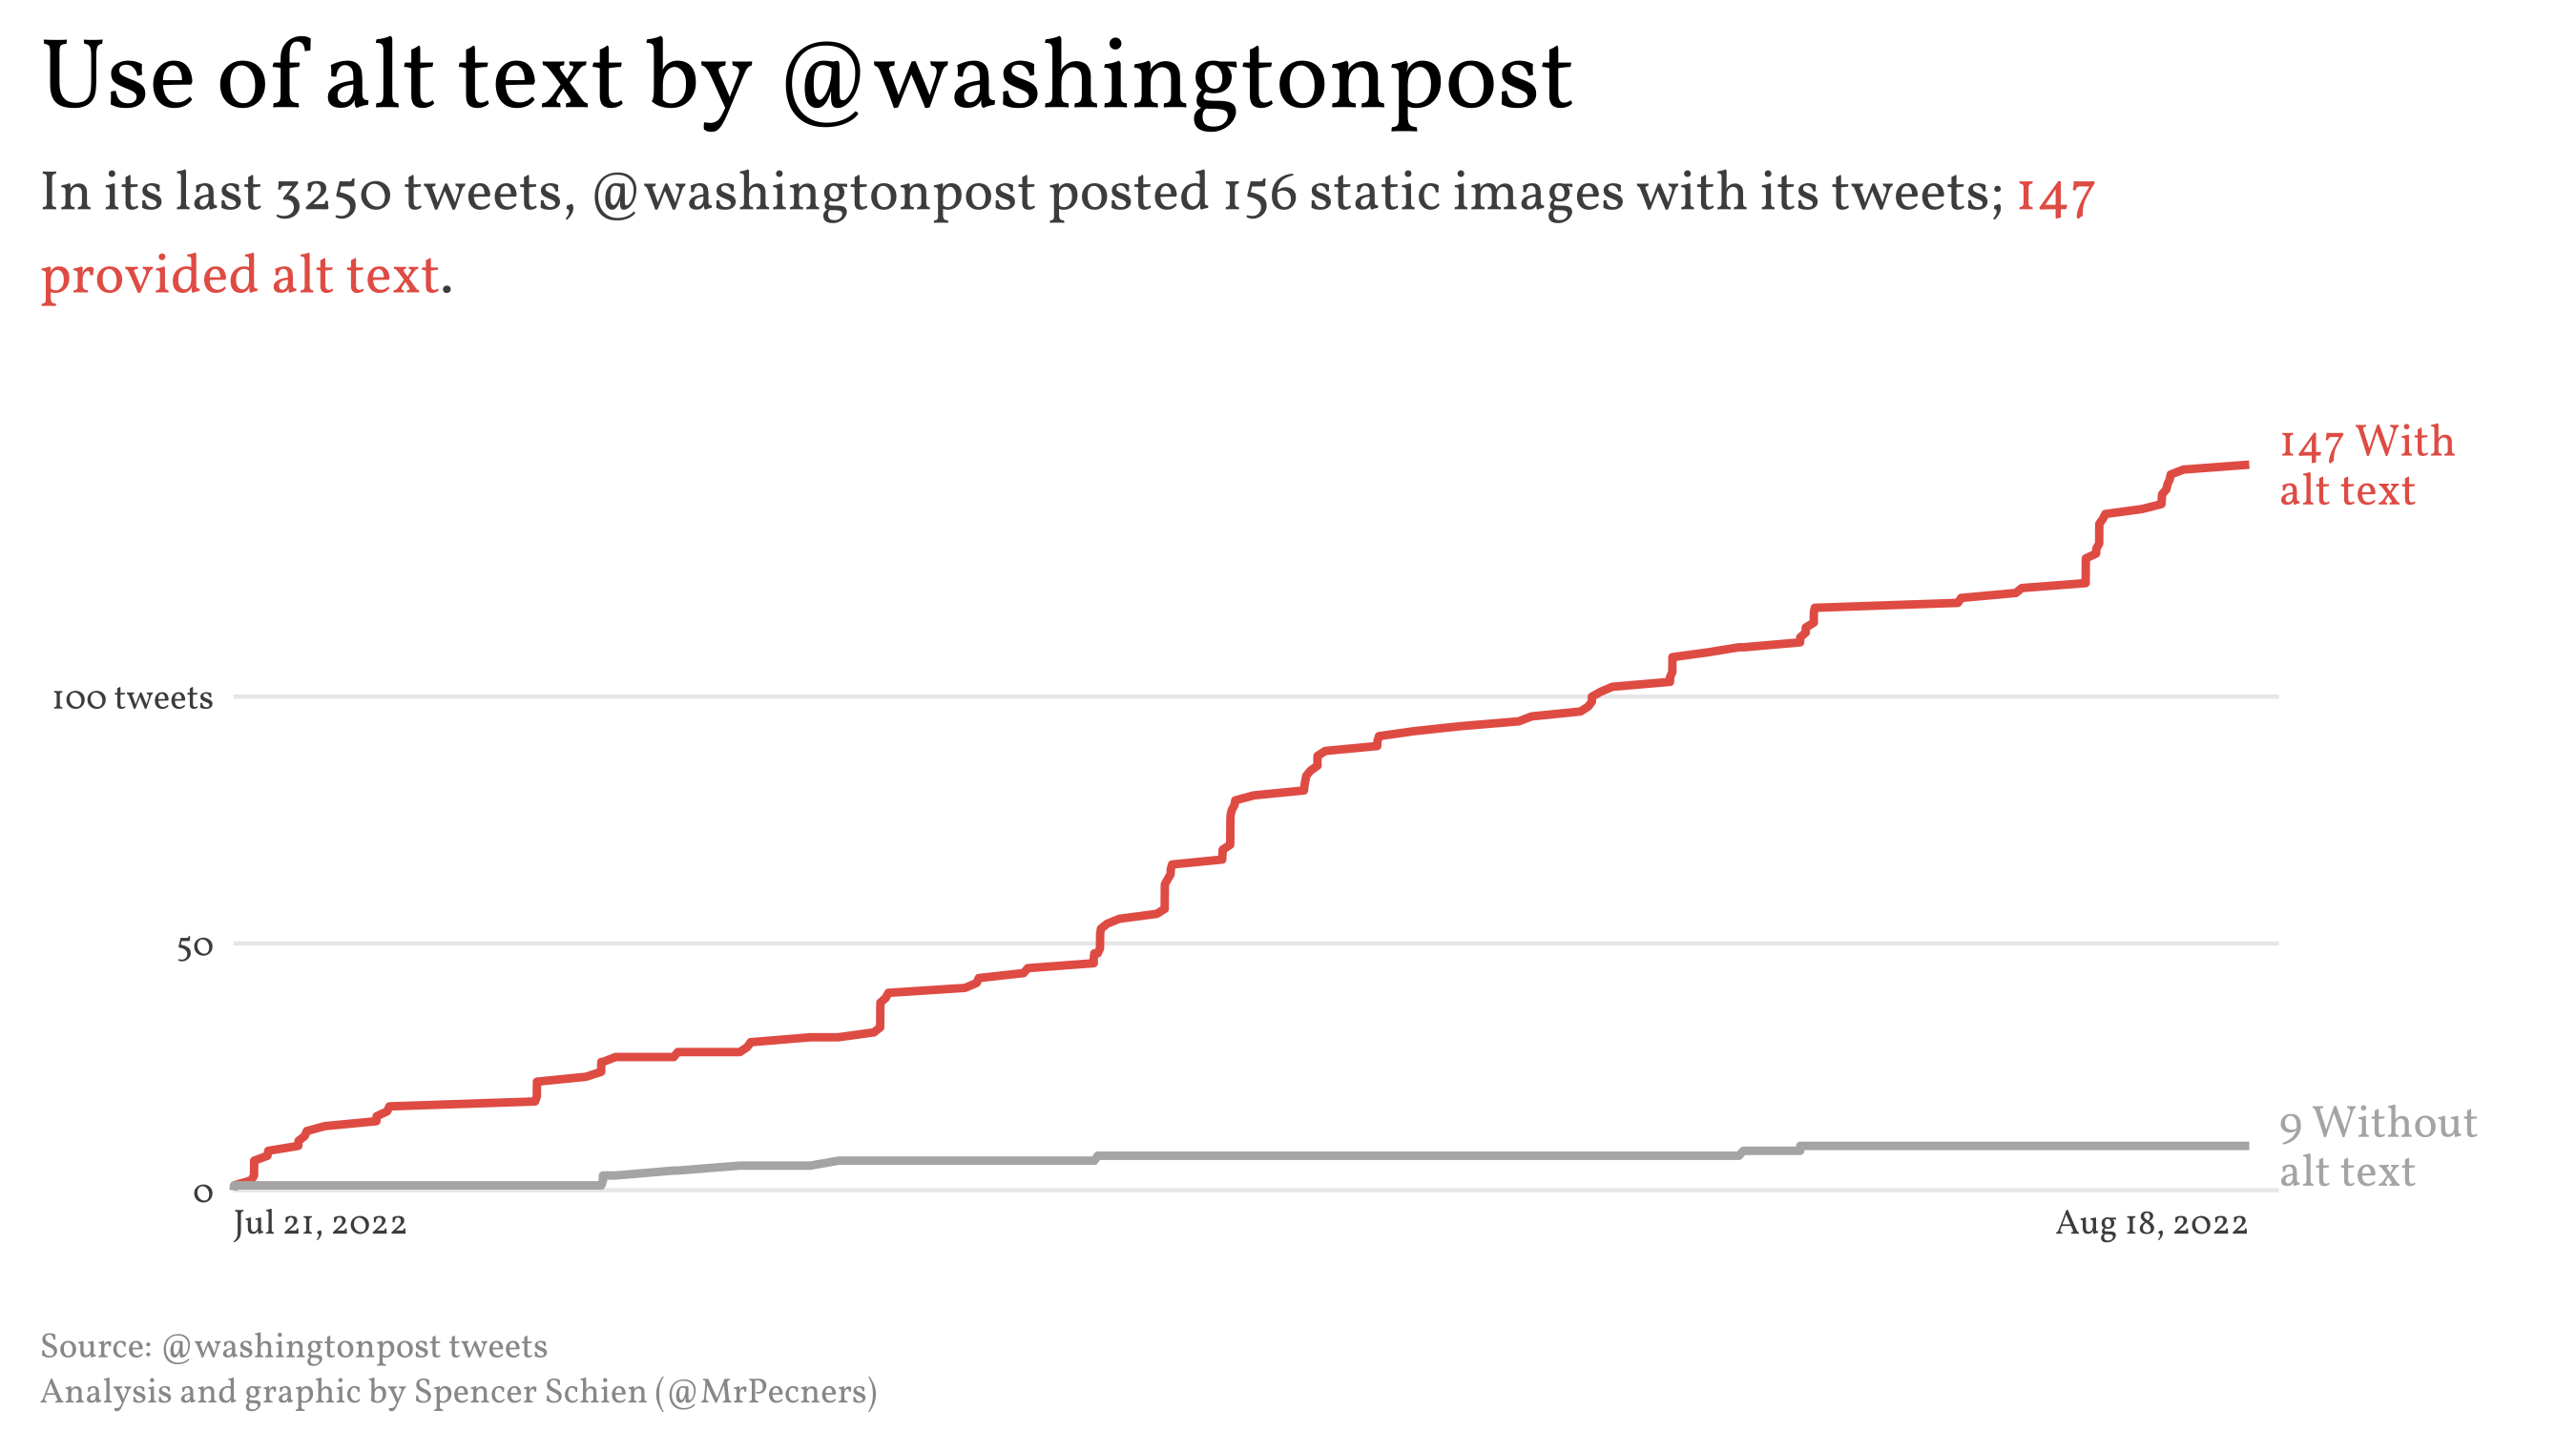 Use of alt text by @washingtonpost
In its last 3250 tweets, @washingtonpost posted 156 static images with its tweets; 147
provided alt text.
147 With
alt text
100 tweets
50
9 Without
alt text
0
Jul 21, 2022
Aug 18, 2022
Source: @washingtonpost tweets
Analysis and graphic by Spencer Schien (@MrPecners)